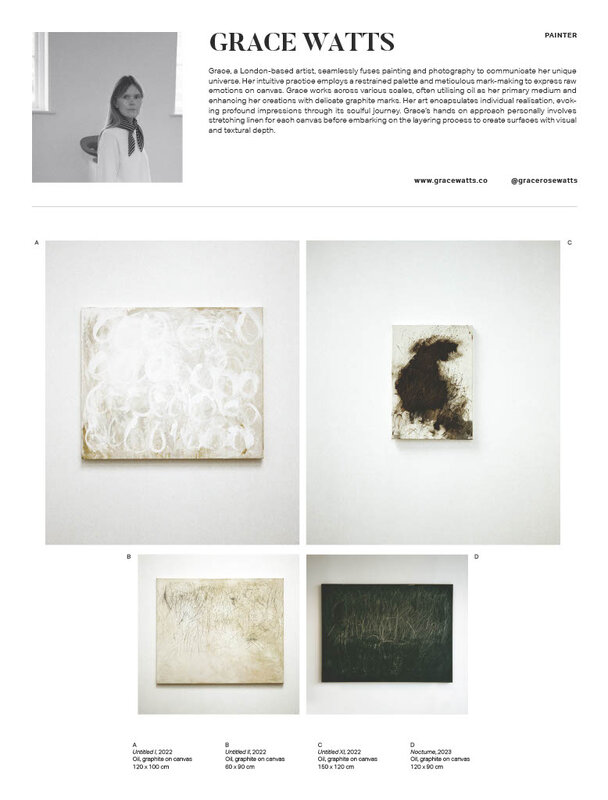 GRACE WATTS
PAINTER
Grace, a London-based artist, seamlessly fuses painting and photography to communicate her unique
universe. Her intuitive practice employs a restrained palette and meticulous mark-making to express raw
emotions on canvas. Grace works across various scales, often utilising oil as her primary medium and
enhancing her creations with delicate graphite marks. Her art encapsulates individual realisation, evok-
ing profound impressions through its soulful journey. Grace's hands on approach personally involves
stretching linen for each canvas before embarking on the layering process to create surfaces with visual
and textural depth.
www.gracewatts.co @gracerosewatts
A
C
B
D
A
Untitled I, 2022
Oil, graphite on canvas
120 x 100 cm
B
Untitled II, 2022
Oil, graphite on canvas
60 x 90 cm
C
Untitled XI, 2022
Oil, graphite on canvas
150 x 120 cm
D
Nocturne, 2023
Oil, graphite on canvas
120 x 90 cm